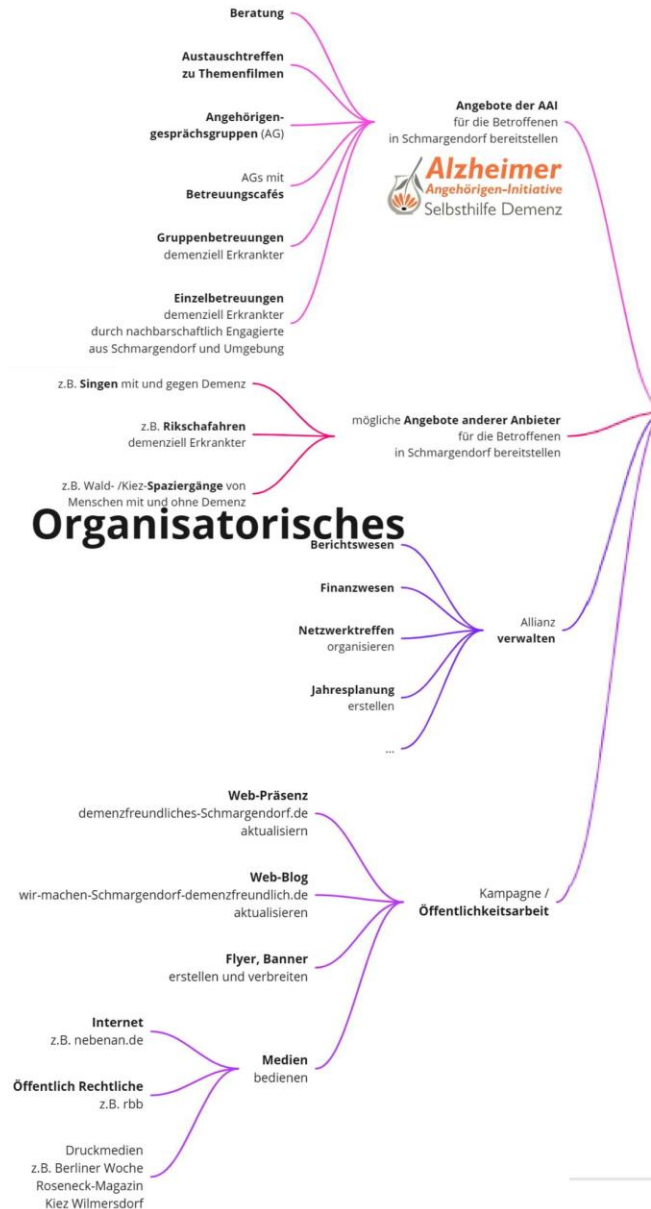 Beratung
Austauschtreffen
zu Themenfilmen
Angehörigen-
gesprächsgruppen (AG)
AGs mit
Betreuungscafés
Gruppenbetreuungen
demenziell Erkrankter
Einzelbetreuungen
demenziell Erkrankter
durch nachbarschaftlich Engagierte
aus Schmargendorf und Umgebung
Angebote der AAI
für die Betroffenen
in Schmargendorf bereitstellen
Alzheimer
Angehörigen-Initiative
Selbsthilfe Demenz
z.B. Singen mit und gegen Demenz
z.B. Rikschafahren
demenziell Erkrankter
z.B. Wald- /Kiez-Spaziergänge von
Menschen mit und ohne Demenz
mögliche Angebote anderer Anbieter
für die Betroffenen
in Schmargendorf bereitstellen
Organisatorisches
Berichtswesen
Finanzwesen
Netzwerktreffen
organisieren
Jahresplanung
erstellen
...
Allianz
verwalten
Web-Präsenz
demenzfreundliches-Schmargendorf.de
aktualisiern
Web-Blog
wir-machen-Schmargendorf-demenzfreundlich.de
aktualisieren
Flyer, Banner
erstellen und verbreiten
Kampagne /
Öffentlichkeitsarbeit
Internet
z.B. nebenan.de
Öffentlich Rechtliche
z.B. rbb
Druckmedien
z.B. Berliner Woche
Roseneck-Magazin
Kiez Wilmersdorf
Medien
bedienen